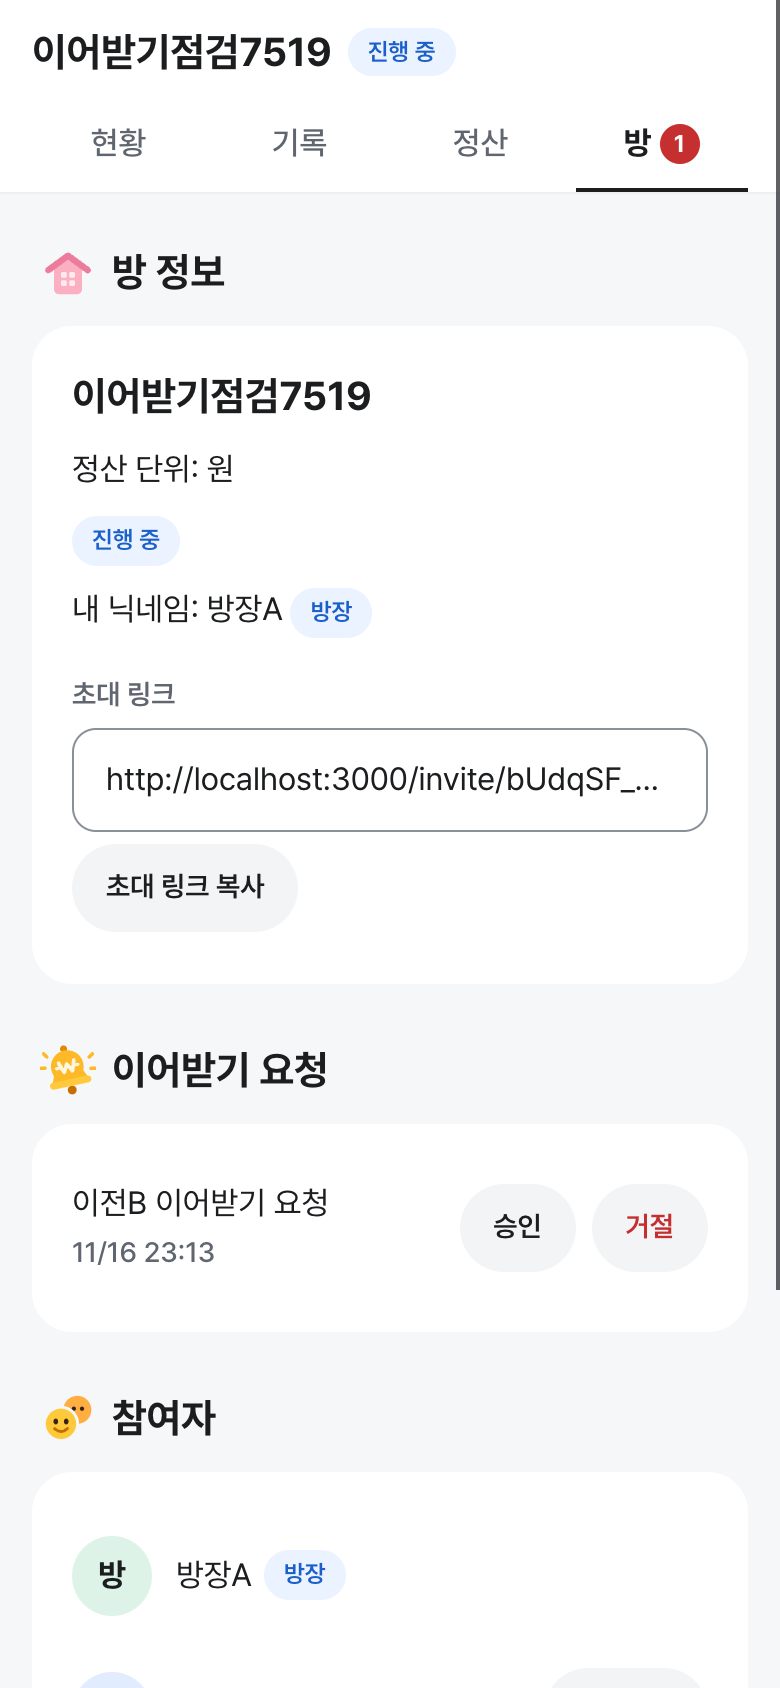 이어받기점검7519 진행 중
현황 기록 정산 방 1
방 정보
이어받기점검7519
정산 단위: 원
진행 중
내 닉네임: 방장A 방장
초대 링크
http://localhost:3000/invite/bUdqSF_...
초대 링크 복사
이어받기 요청
이전B 이어받기 요청
11/16 23:13
승인 거절
참여자
방 방장A 방장